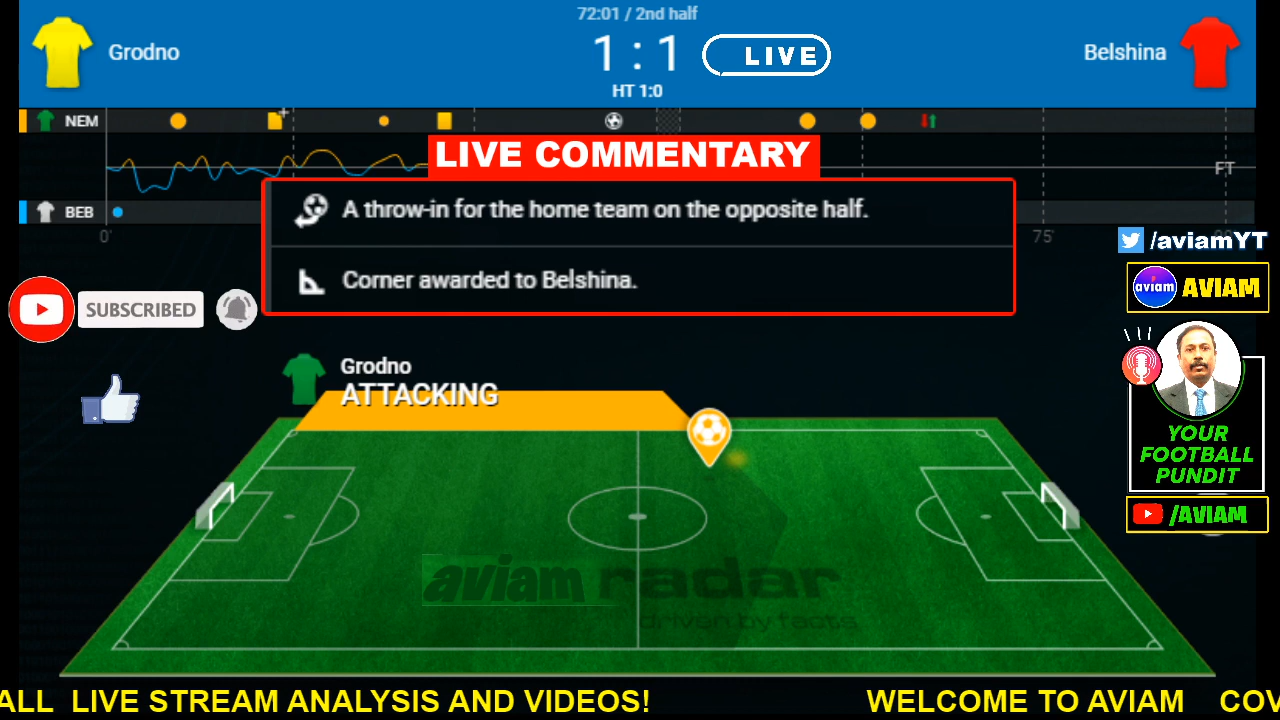 72:01 / 2nd half
Grodno
1 : 1
LIVE
Belshina
HT 1:0
NEM
LIVE COMMENTARY
FT
A throw-in for the home team on the opposite half.
BEB
0'
75'
/aviamYT
Corner awarded to Belshina.
aviam
AVIAM
SUBSCRIBED
Grodno
ATTACKING
YOUR
FOOTBALL
PUNDIT
/AVIAM
aviam radar
driven by facts
ALL LIVE STREAM ANALYSIS AND VIDEOS! WELCOME TO AVIAM COV